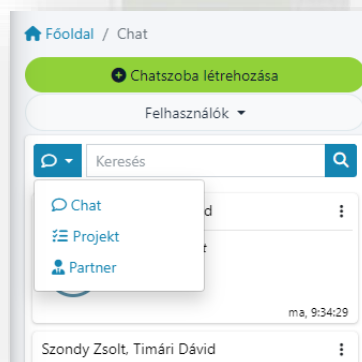 Főoldal / Chat
Chatszoba létrehozása
Felhasználók
Keresés
Chat
Projekt
Partner
d
t
ma, 9:34:29
Szondy Zsolt, Timári Dávid